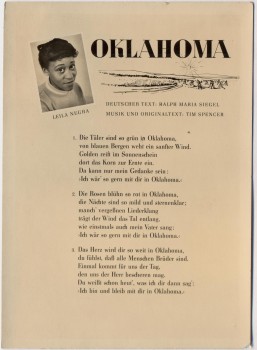 OKLAHOMA
LEILA NEGRA
DEUTSCHER TEXT: RALPH MARIA SIEGEL
MUSIK UND ORIGINALTEXT: TIM SPENCER
1. Die Täler sind so grün in Oklahoma,
von blauen Bergen weht ein sanfter Wind.
Golden reift im Sonnenschein
dort das Korn zur Ernte ein.
Da kann nur mein Gedanke sein:
‚Ich wär' so gern mit dir in Oklahoma.‘
2. Die Rosen blühn so rot in Oklahoma,
die Nächte sind so mild und sternenklar;
manch' vergeßnen Liederklang
trägt der Wind das Tal entlang,
wie einstmals auch mein Vater sang:
‚Ich wär so gern mit dir in Oklahoma.‘
3. Das Herz wird dir so weit in Oklahoma,
du fühlst, daß alle Menschen Brüder sind.
Einmal kommt für uns der Tag,
den uns der Herr bescheren mag.
Du weißt schon heut', was ich dir dann sag':
‚Ich bin und bleib mit dir in Oklahoma.‘